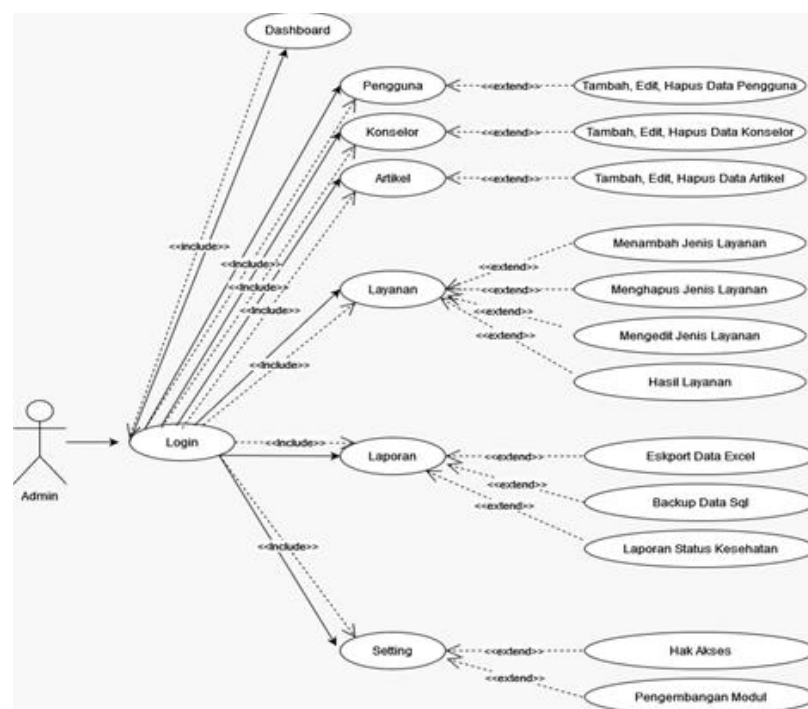 Dashboard
Pengguna
<<extend>>
Tambah, Edit, Hapus Data Pengguna
Konselor
<<extend>>
Tambah, Edit, Hapus Data Konselor
Artikel
<<extend>>
Tambah, Edit, Hapus Data Artikel
<<Include>>
<<Include>>
<<Include>>
<<Include>>
Menambah Jenis Layanan
<<extend>>
Layanan
<<extend>>
Menghapus Jenis Layanan
<<extend>>
Mengedit Jenis Layanan
<<extend>>
<<Include>>
Hasil Layanan
Admin
Login
<<Include>>
Laporan
<<extend>>
Eskport Data Excel
<<extend>>
Backup Data Sql
<<extend>>
Laporan Status Kesehatan
<<Include>>
Setting
<<extend>>
Hak Akses
<<extend>>
Pengembangan Modul